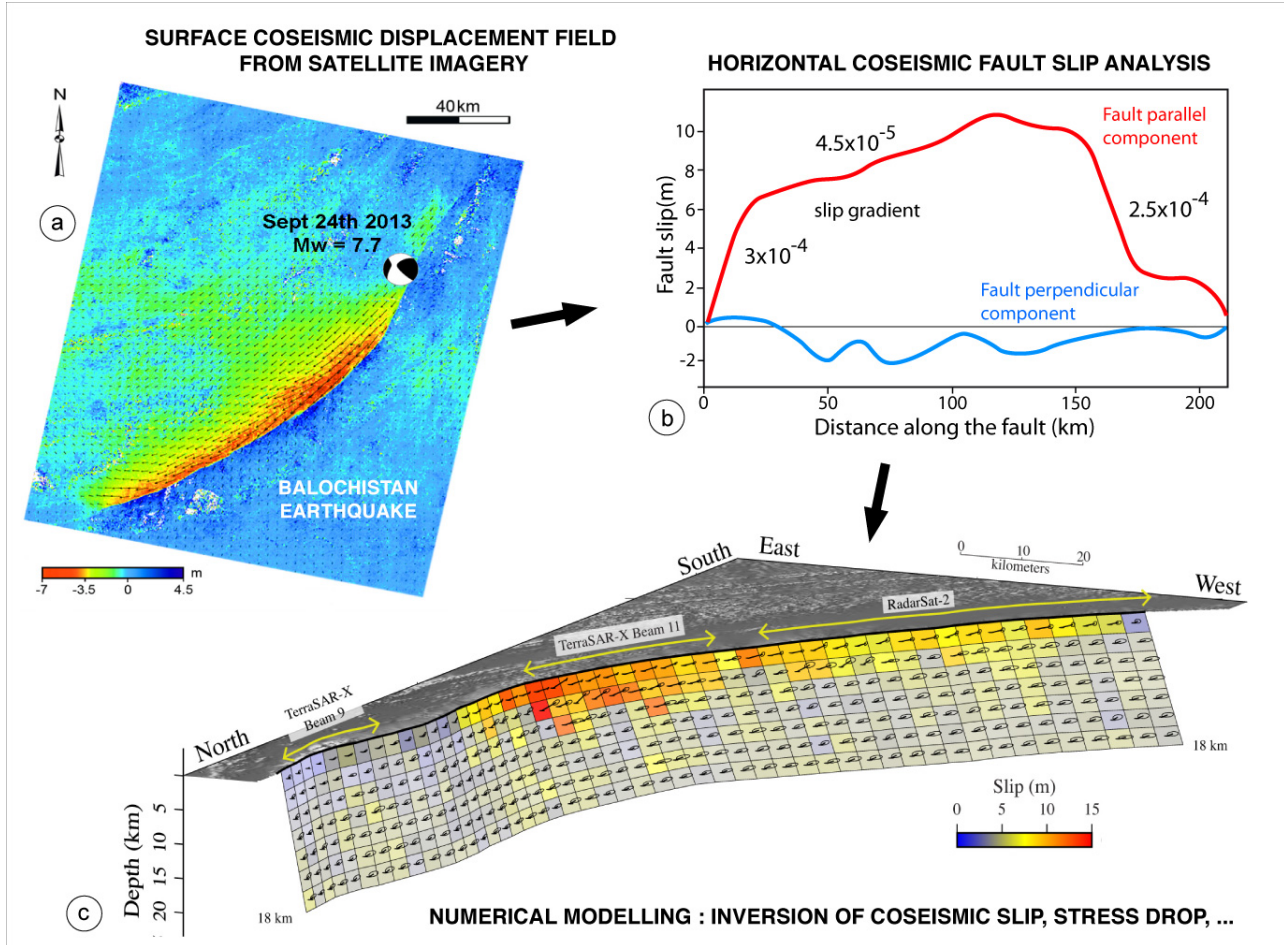 SURFACE COSEISMIC DISPLACEMENT FIELD
FROM SATELLITE IMAGERY
N
40km
a
Sept 24th 2013
Mw = 7.7
BALOCHISTAN
EARTHQUAKE
m
-7 -3.5 0 4.5
HORIZONTAL COSEISMIC FAULT SLIP ANALYSIS
Fault slip(m)
10
8
6
4
2
0
-2
4.5x10-5
slip gradient
3x10-4
2.5x10-4
Fault parallel
component
Fault perpendicular
component
0 50 100 150 200
Distance along the fault (km)
b
South East
0 10 20
kilometers
West
RadarSat-2
TerraSAR-X Beam 11
TerraSAR-X
Beam 9
North
18 km
Depth (km)
5
10
15
20
18 km
Slip (m)
0 5 10 15
c
NUMERICAL MODELLING : INVERSION OF COSEISMIC SLIP, STRESS DROP, ...